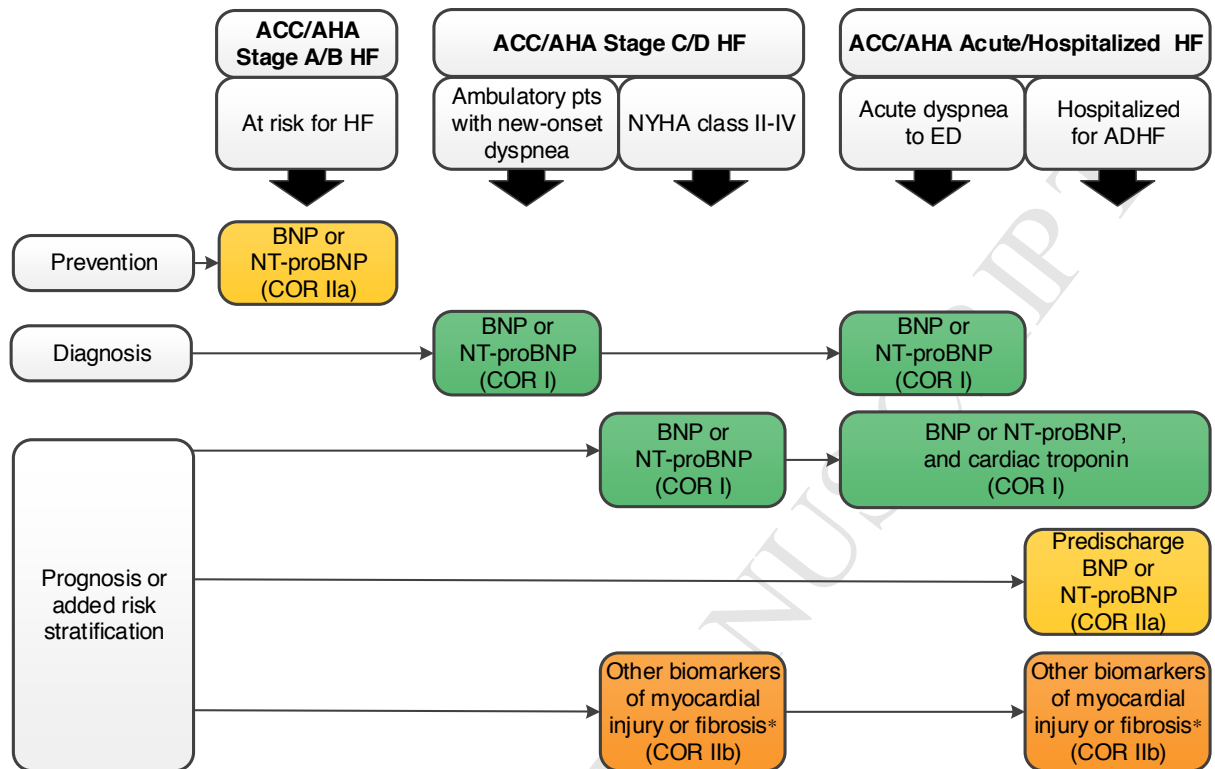 ACC/AHA
Stage A/B HF
ACC/AHA Stage C/D HF
ACC/AHA Acute/Hospitalized HF
At risk for HF
Ambulatory pts
with new-onset
dyspnea
NYHA class II-IV
Acute dyspnea
to ED
Hospitalized
for ADHF
Prevention
BNP or
NT-proBNP
(COR IIa)
Diagnosis
BNP or
NT-proBNP
(COR I)
BNP or
NT-proBNP
(COR I)
Prognosis or
added risk
stratification
BNP or
NT-proBNP
(COR I)
BNP or NT-proBNP,
and cardiac troponin
(COR I)
Predischarge
BNP or
NT-proBNP
(COR IIa)
Other biomarkers
of myocardial
injury or fibrosis*
(COR IIb)
Other biomarkers
of myocardial
injury or fibrosis*
(COR IIb)